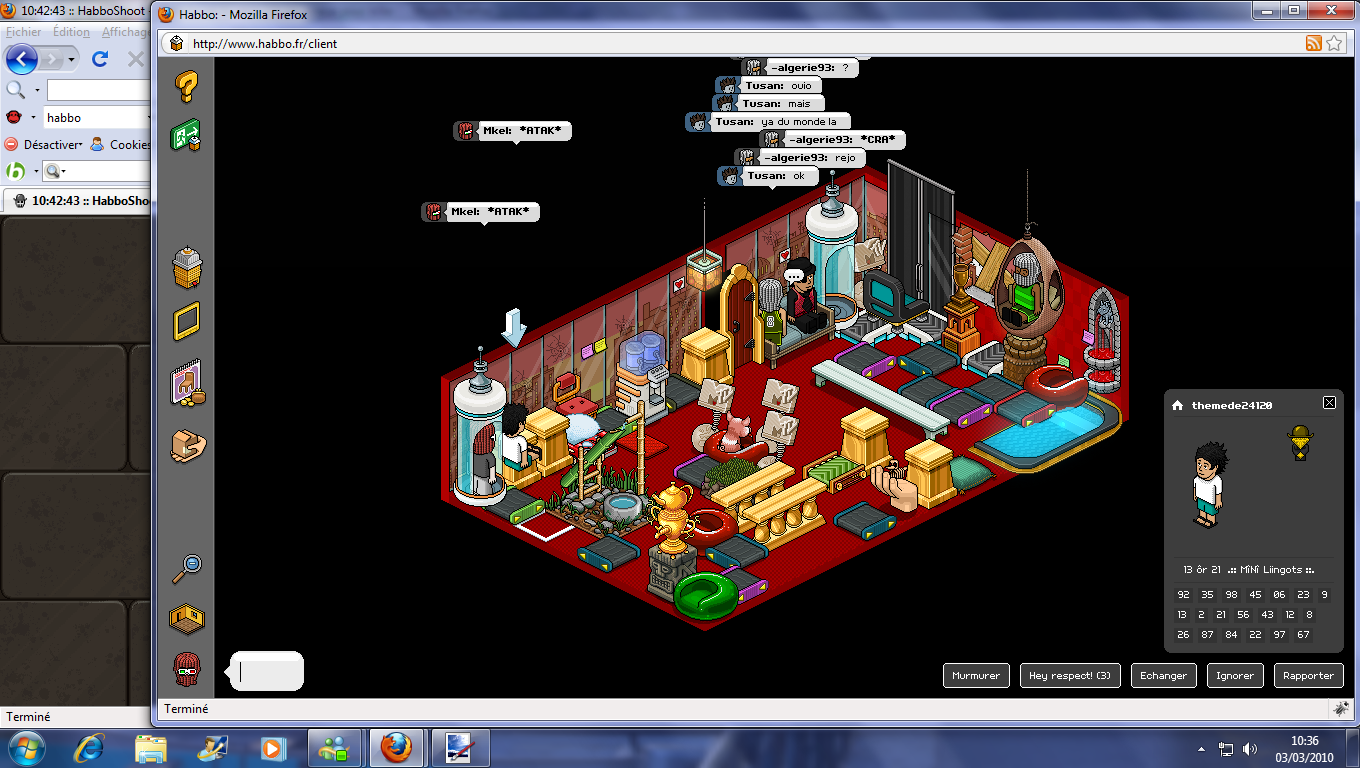 10:42:43 :: HabboShoot -
Habbo: - Mozilla Firefox
Fichier Édition Affichage
http://www.habbo.fr/client
habbo
Désactiver
Cookies
10:42:43 :: HabboShoo
-algerie93: ?
Tusan: ouio
Tusan: mais
Tusan: ya du monde la
Mkel: *ATAK*
-algerie93: *CRA*
-algerie93: rejo
Tusan: ok
Mkel: *ATAK*
...
themede24120
13 ôr 21 .:: MîNî Liingots ::.
92 35 98 45 06 23 9
13 2 21 56 43 12 8
26 87 84 22 97 67
Murmurer
Hey respect! (3)
Echanger
Ignorer
Rapporter
Terminé
Terminé
10:36
03/03/2010